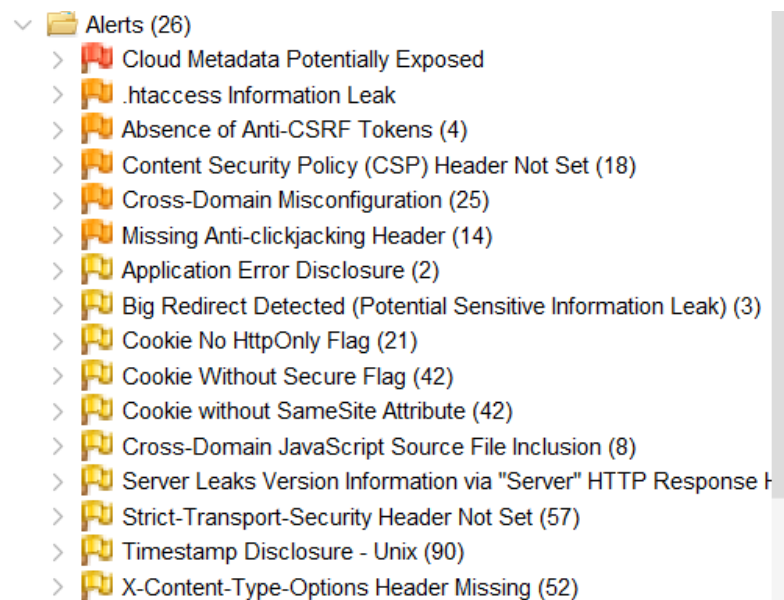 Alerts (26)
Cloud Metadata Potentially Exposed
.htaccess Information Leak
Absence of Anti-CSRF Tokens (4)
Content Security Policy (CSP) Header Not Set (18)
Cross-Domain Misconfiguration (25)
Missing Anti-clickjacking Header (14)
Application Error Disclosure (2)
Big Redirect Detected (Potential Sensitive Information Leak) (3)
Cookie No HttpOnly Flag (21)
Cookie Without Secure Flag (42)
Cookie without SameSite Attribute (42)
Cross-Domain JavaScript Source File Inclusion (8)
Server Leaks Version Information via "Server" HTTP Response
Strict-Transport-Security Header Not Set (57)
Timestamp Disclosure - Unix (90)
X-Content-Type-Options Header Missing (52)